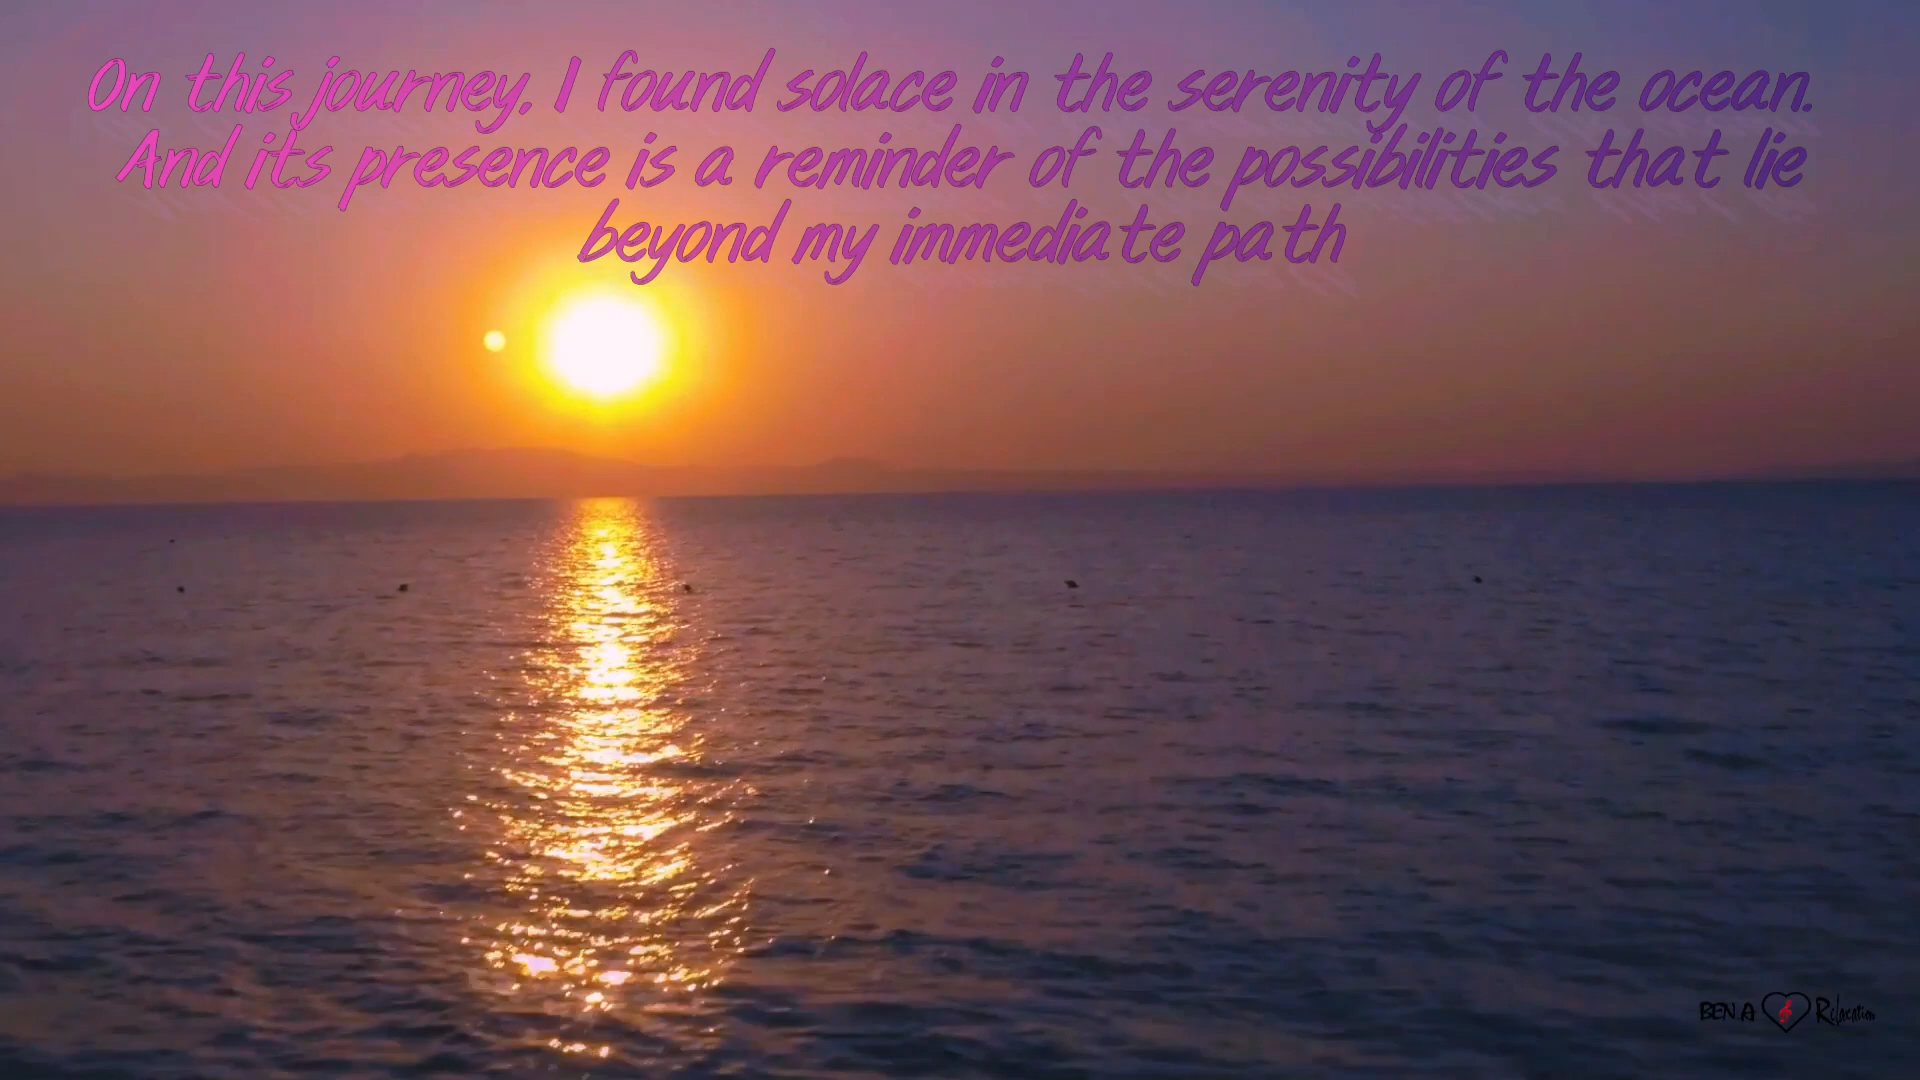 On this journey, I found solace in the serenity of the ocean.
And its presence is a reminder of the possibilities that lie
beyond my immediate path
BEN A Relaxation